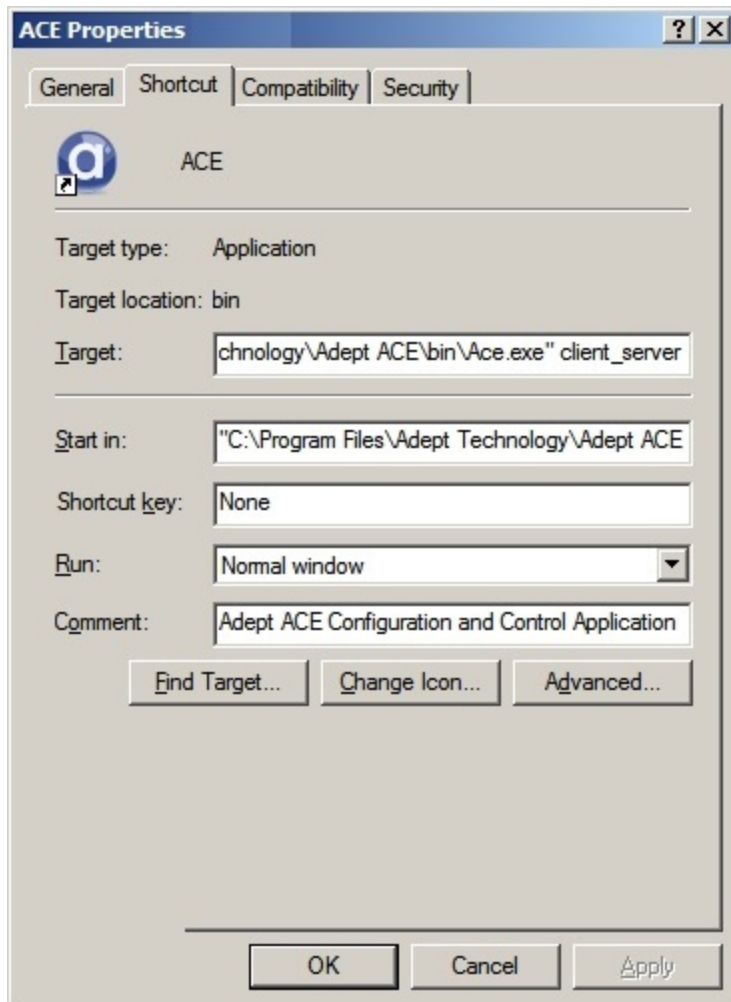 ACE Properties
General Shortcut Compatibility Security
a ACE
Target type: Application
Target location: bin
Target: chnology\Adept ACE\bin\Ace.exe" client_server
Start in: "C:\Program Files\Adept Technology\Adept ACE
Shortcut key: None
Run: Normal window
Comment: Adept ACE Configuration and Control Application
Find Target... Change Icon... Advanced...
OK Cancel Apply